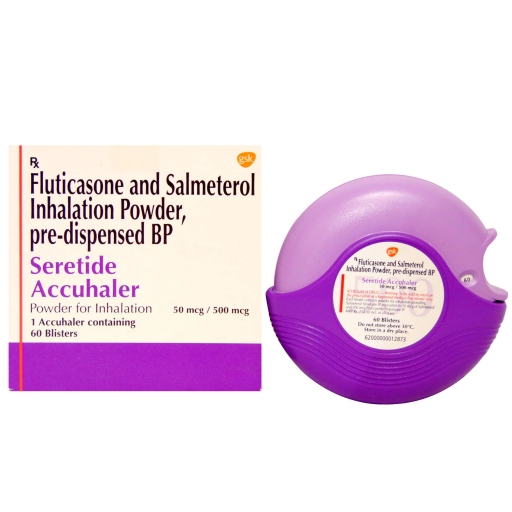 Rx
gsk
Fluticasone and Salmeterol
Inhalation Powder,
pre-dispensed BP
Seretide
Accuhaler
Powder for Inhalation 50 mcg / 500 mcg
1 Accuhaler containing
60 Blisters
gsk
Rx Fluticasone and Salmeterol
Inhalation Powder, pre-dispensed BP
Seretide Accuhaler
50 mcg / 500 mcg
60 Blisters
Do not store above 30°C.
Store in a dry place.
62000000012873
60